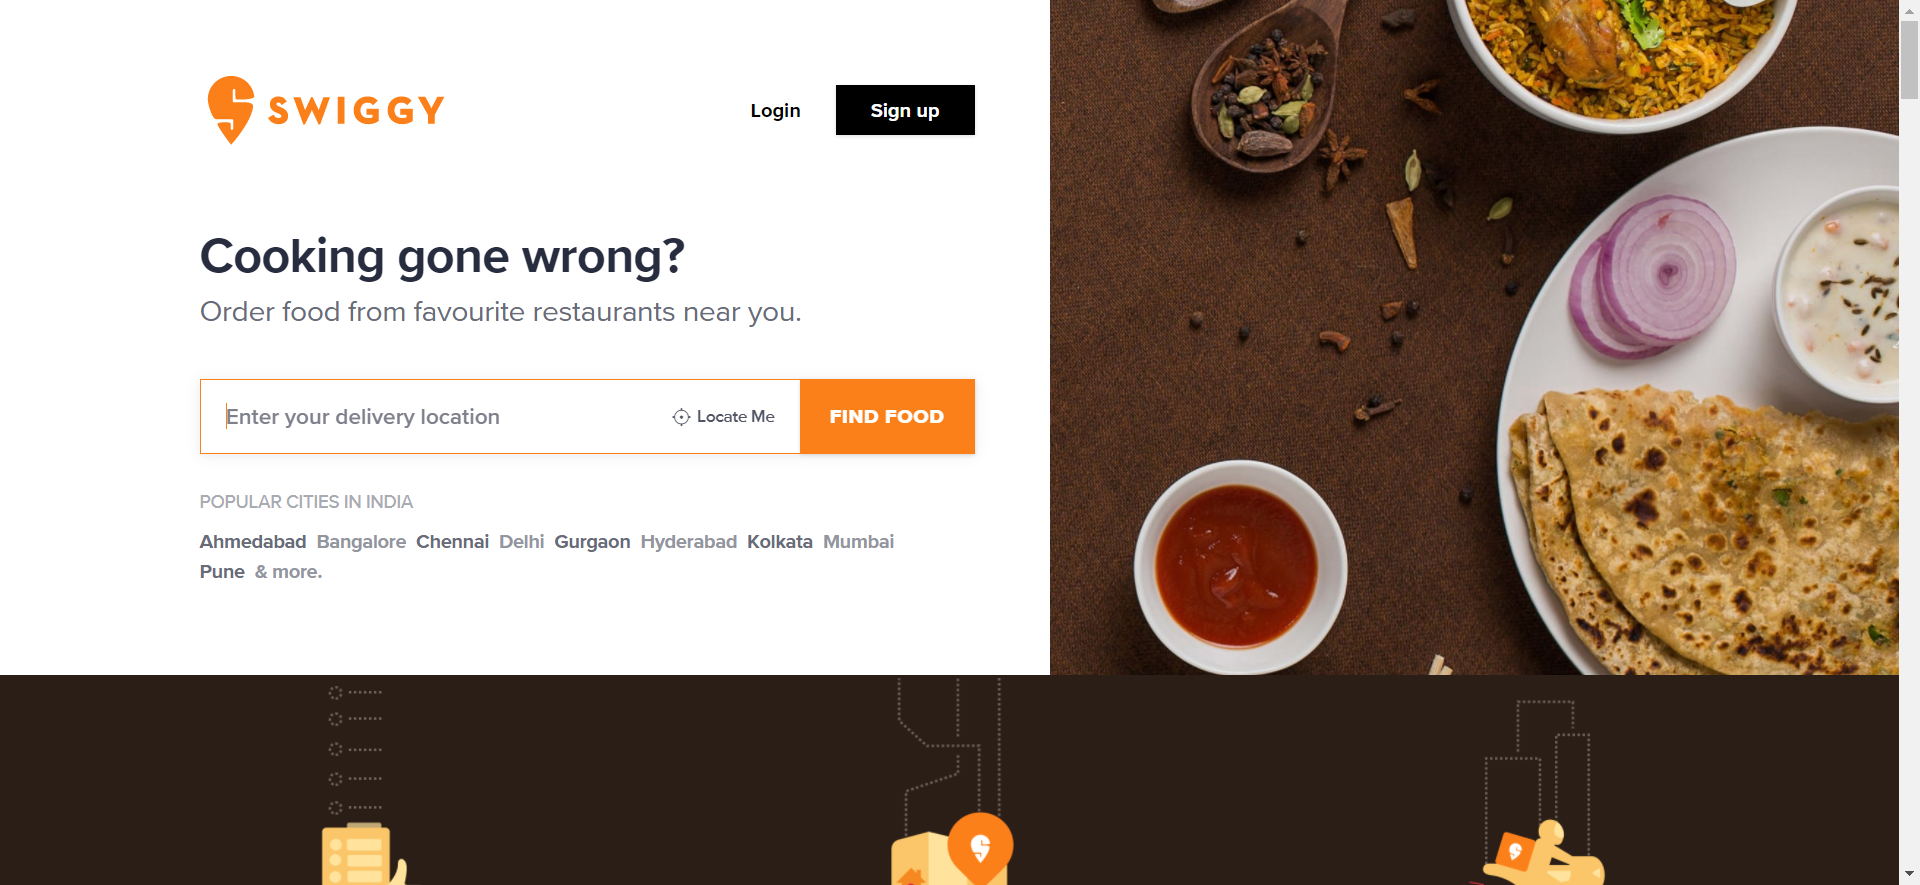 SWIGGY
Login
Sign up
Cooking gone wrong?
Order food from favourite restaurants near you.
Enter your delivery location
Locate Me
FIND FOOD
POPULAR CITIES IN INDIA
Ahmedabad Bangalore Chennai Delhi Gurgaon Hyderabad Kolkata Mumbai
Pune & more.